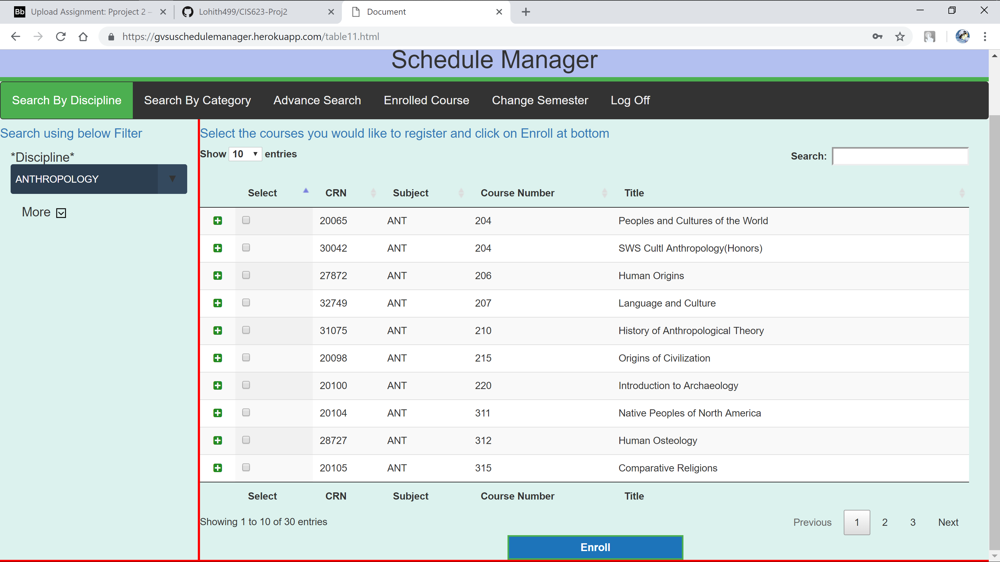 Bb Upload Assignment: Pproject 2 –
Lohith499/CIS623-Proj2
Document
https://gvsuschedulemanager.herokuapp.com/table11.html
Schedule Manager
Search By Discipline Search By Category Advance Search Enrolled Course Change Semester Log Off
Search using below Filter
*Discipline*
ANTHROPOLOGY
More
Select the courses you would like to register and click on Enroll at bottom
Show 10 entries
Search:
Select CRN Subject Course Number Title
20065 ANT 204 Peoples and Cultures of the World
30042 ANT 204 SWS Cultl Anthropology(Honors)
27872 ANT 206 Human Origins
32749 ANT 207 Language and Culture
31075 ANT 210 History of Anthropological Theory
20098 ANT 215 Origins of Civilization
20100 ANT 220 Introduction to Archaeology
20104 ANT 311 Native Peoples of North America
28727 ANT 312 Human Osteology
20105 ANT 315 Comparative Religions
Select CRN Subject Course Number Title
Showing 1 to 10 of 30 entries
Previous 1 2 3 Next
Enroll